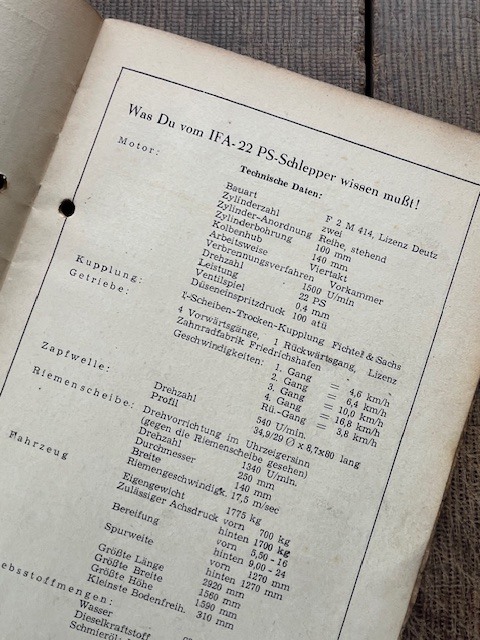 Was Du vom IFA-22 PS-Schlepper wissen mußt!
Technische Daten:
Motor:
Bauart F 2 M 414, Lizenz Deutz
Zylinderzahl zwei
Zylinder-Anordnung Reihe, stehend
Zylinderbohrung 100 mm
Kolbenhub 140 mm
Arbeitsweise Viertakt
Verbrennungsverfahren Vorkammer
Drehzahl 1500 U/min
Leistung 22 PS
Ventilspiel 0,4 mm
Düseneinspritzdruck 100 atü
Kupplung: 1-Scheiben-Trocken-Kupplung Fichtel & Sachs
Getriebe: 4 Vorwärtsgänge, 1 Rückwärtsgang, Lizenz
Zahnradfabrik Friedrichshafen
Geschwindigkeiten: 1. Gang = 4,6 km/h
2. Gang = 6,4 km/h
3. Gang = 10,0 km/h
4. Gang = 16,8 km/h
Rü.-Gang = 3,8 km/h
Zapfwelle: Drehzahl 540 U/min.
Profil 34,9/29 ∅ x 8,7x80 lang
Riemenscheibe: Drehvorrichtung im Uhrzeigersinn
(gegen die Riemenscheibe gesehen)
Drehzahl 1340 U/min.
Durchmesser 250 mm
Breite 140 mm
Riemengeschwindigk. 17,5 m/sec
Fahrzeug Eigengewicht 1775 kg
Zulässiger Achsdruck vorn 700 kg
hinten 1700 kg
Bereifung vorn 5,50-16
hinten 9,00-24
Spurweite vorn 1270 mm
hinten 1270 mm
Größte Länge 2920 mm
Größte Breite 1560 mm
Größte Höhe 1590 mm
Kleinste Bodenfreih. 310 mm
ebsstoffmengen:
Wasser
Dieselkraftstoff
Schmieröl